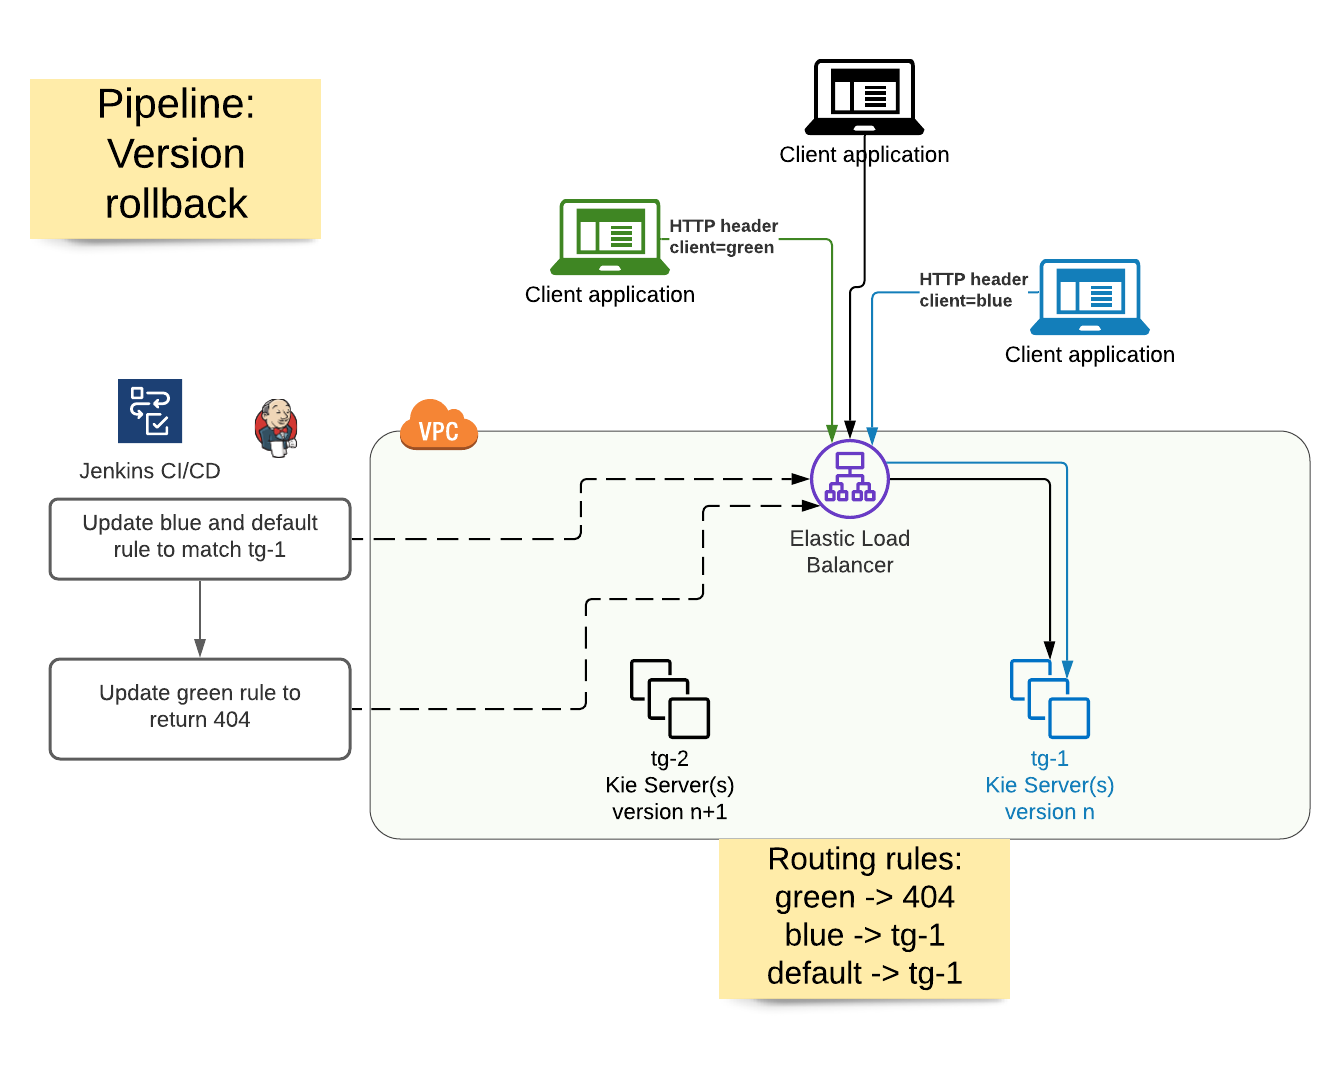 Pipeline:
Version
rollback
Client application
HTTP header
client=green
Client application
HTTP header
client=blue
Client application
Jenkins CI/CD
VPC
Update blue and default
rule to match tg-1
Elastic Load
Balancer
Update green rule to
return 404
tg-2
Kie Server(s)
version n+1
tg-1
Kie Server(s)
version n
Routing rules:
green -> 404
blue -> tg-1
default -> tg-1